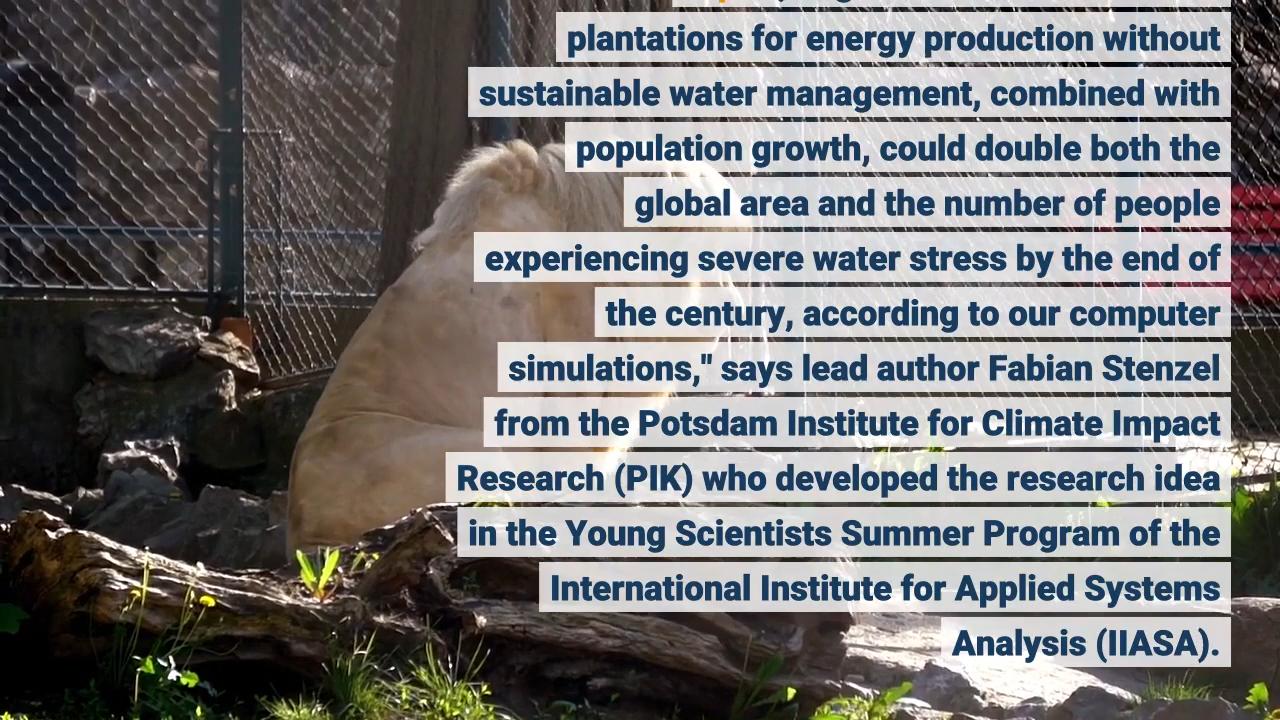 plantations for energy production without
sustainable water management, combined with
population growth, could double both the
global area and the number of people
experiencing severe water stress by the end of
the century, according to our computer
simulations," says lead author Fabian Stenzel
from the Potsdam Institute for Climate Impact
Research (PIK) who developed the research idea
in the Young Scientists Summer Program of the
International Institute for Applied Systems
Analysis (IIASA).